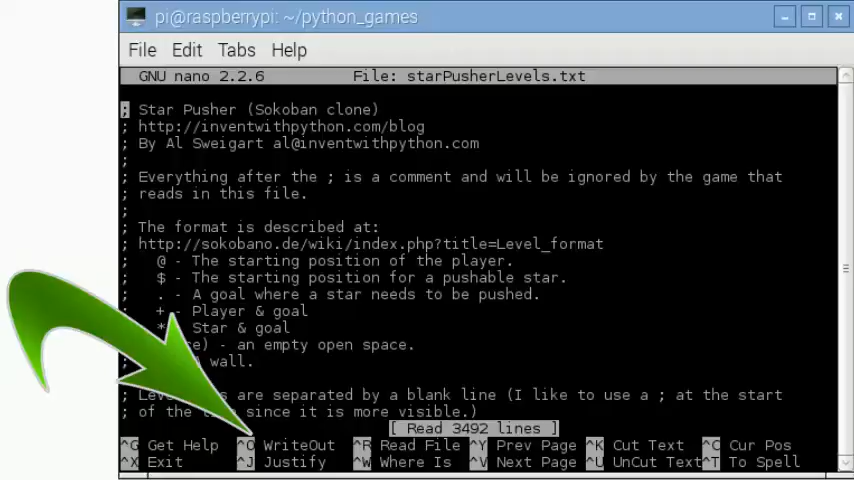 pi@raspberrypi: ~/python_games
File Edit Tabs Help
GNU nano 2.2.6 File: starPusherLevels.txt
; Star Pusher (Sokoban clone)
; http://inventwithpython.com/blog
; By Al Sweigart al@inventwithpython.com
;
; Everything after the ; is a comment and will be ignored by the game that
; reads in this file.
;
; The format is described at:
; http://sokobano.de/wiki/index.php?title=Level_format
; @ - The starting position of the player.
; $ - The starting position for a pushable star.
; . - A goal where a star needs to be pushed.
; + - Player & goal
; * Star & goal
; ce) - an empty open space.
; wall.
; are separated by a blank line (I like to use a ; at the start
; of the since it is more visible.)
[ Read 3492 lines ]
^G Get Help ^O WriteOut ^R Read File ^Y Prev Page ^K Cut Text ^C Cur Pos
^X Exit ^J Justify ^W Where Is ^V Next Page ^U UnCut Text ^T To Spell